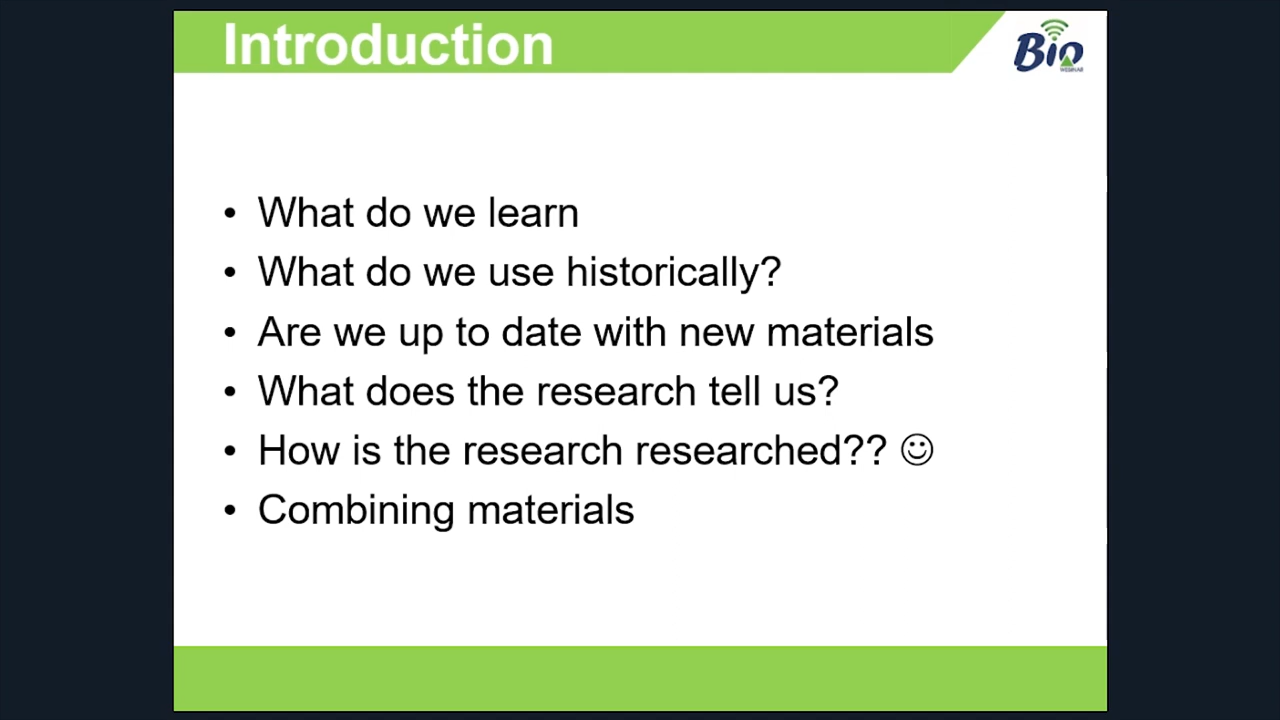 Introduction
Bio
WEBINAR
• What do we learn
• What do we use historically?
• Are we up to date with new materials
• What does the research tell us?
• How is the research researched?? ☺
• Combining materials